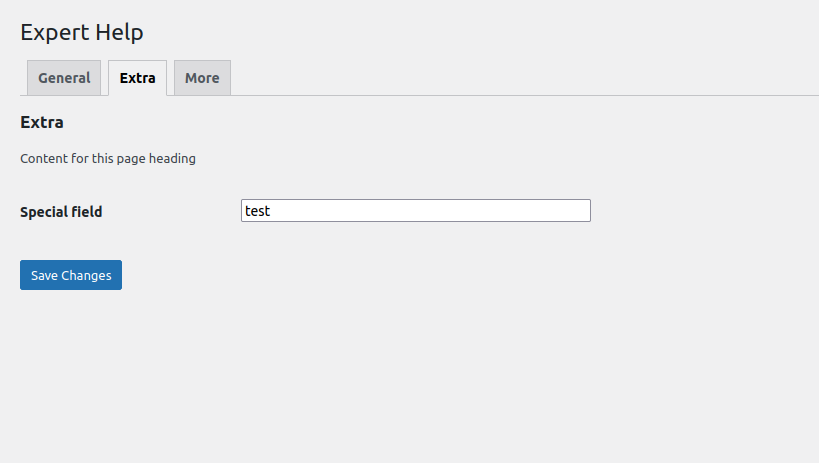 Expert Help
General Extra More
Extra
Content for this page heading
Special field test
Save Changes